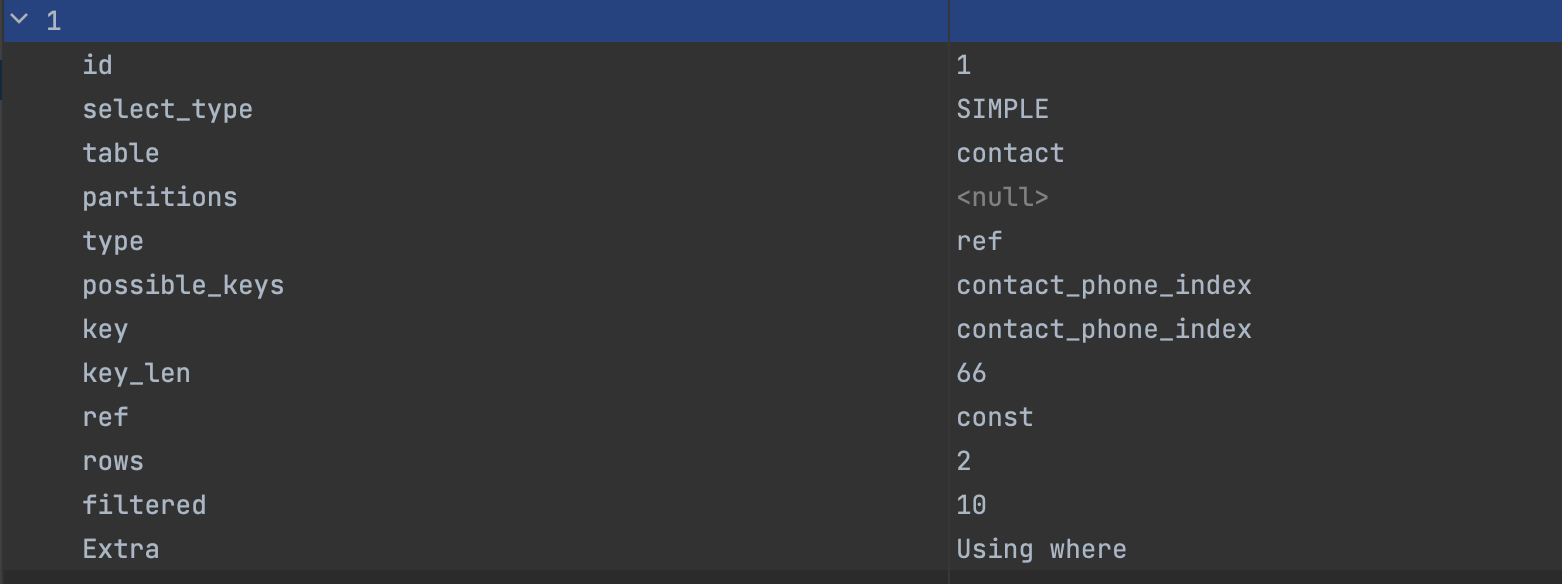 1
id 1
select_type SIMPLE
table contact
partitions <null>
type ref
possible_keys contact_phone_index
key contact_phone_index
key_len 66
ref const
rows 2
filtered 10
Extra Using where